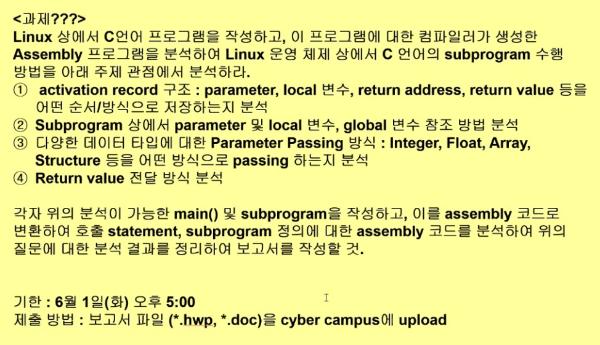 <과제???>
Linux 상에서 C언어 프로그램을 작성하고, 이 프로그램에 대한 컴파일러가 생성한
Assembly 프로그램을 분석하여 Linux 운영 체제 상에서 C 언어의 subprogram 수행
방법을 아래 주제 관점에서 분석하라.
① activation record 구조 : parameter, local 변수, return address, return value 등을
어떤 순서/방식으로 저장하는지 분석
② Subprogram 상에서 parameter 및 local 변수, global 변수 참조 방법 분석
③ 다양한 데이터 타입에 대한 Parameter Passing 방식 : Integer, Float, Array,
Structure 등을 어떤 방식으로 passing 하는지 분석
④ Return value 전달 방식 분석
각자 위의 분석이 가능한 main() 및 subprogram을 작성하고, 이를 assembly 코드로
변환하여 호출 statement, subprogram 정의에 대한 assembly 코드를 분석하여 위의
질문에 대한 분석 결과를 정리하여 보고서를 작성할 것.
기한 : 6월 1일(화) 오후 5:00
제출 방법 : 보고서 파일 (*.hwp, *.doc)을 cyber campus에 upload